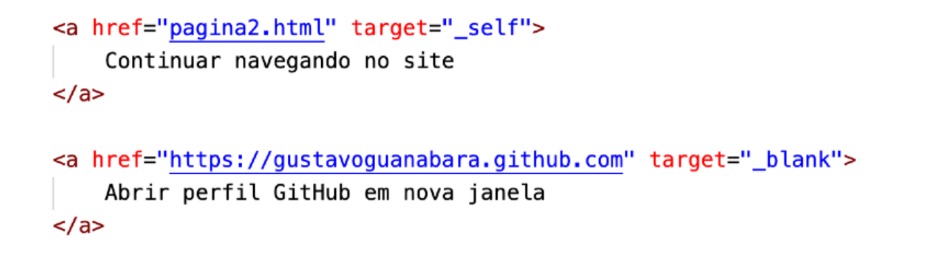 <a href="pagina2.html" target="_self">
Continuar navegando no site
</a>
<a href="https://gustavoguanabara.github.com" target="_blank">
Abrir perfil GitHub em nova janela
</a>